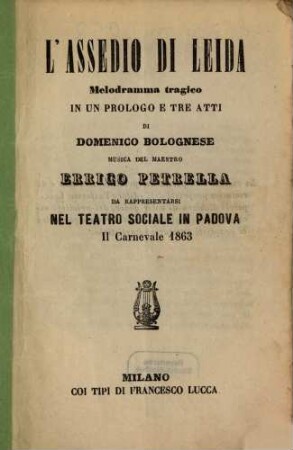 L'ASSEDIO DI LEIDA
Melodramma tragico
IN UN PROLOGO E TRE ATTI
DI
DOMENICO BOLOGNESE
MUSICA DEL MAESTRO
ERRIGO PETRELLA
DA RAPPRESENTARSI
NEL TEATRO SOCIALE IN PADOVA
Il Carnevale 1863
MILANO
COI TIPI DI FRANCESCO LUCCA